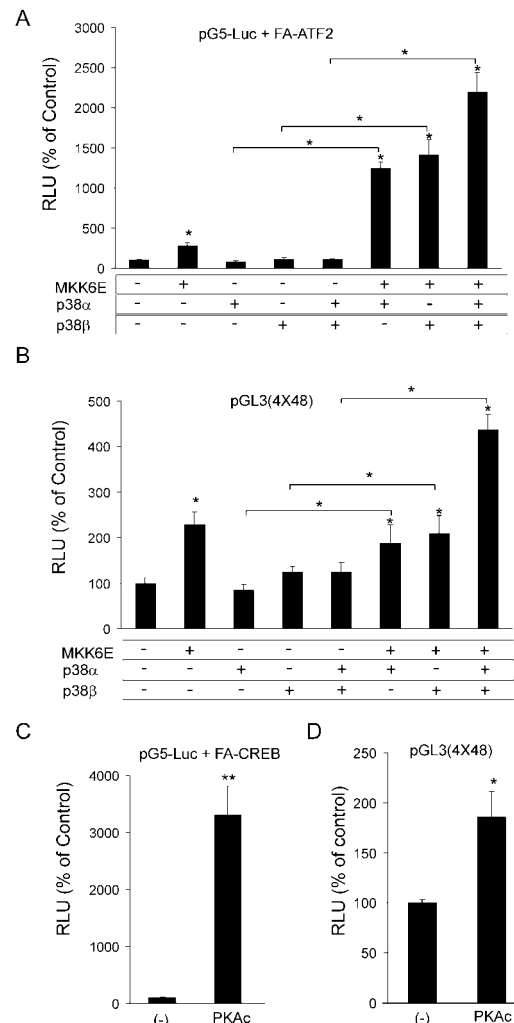 A
pG5-Luc + FA-ATF2
RLU (% of Control)
3000
2500
2000
1500
1000
500
0
* * * * * * *
MKK6E - + - - - + + +
p38α - - + - + + - +
p38β - - - + + - + +
B
pGL3(4X48)
RLU (% of Control)
500
400
300
200
100
0
* * * * * * *
MKK6E - + - - - + + +
p38α - - + - + + - +
p38β - - - + + - + +
C
pG5-Luc + FA-CREB
RLU (% of Control)
4000
3000
2000
1000
0
**
(-) PKAc
D
pGL3(4X48)
RLU (% of control)
250
200
150
100
50
0
*
(-) PKAc